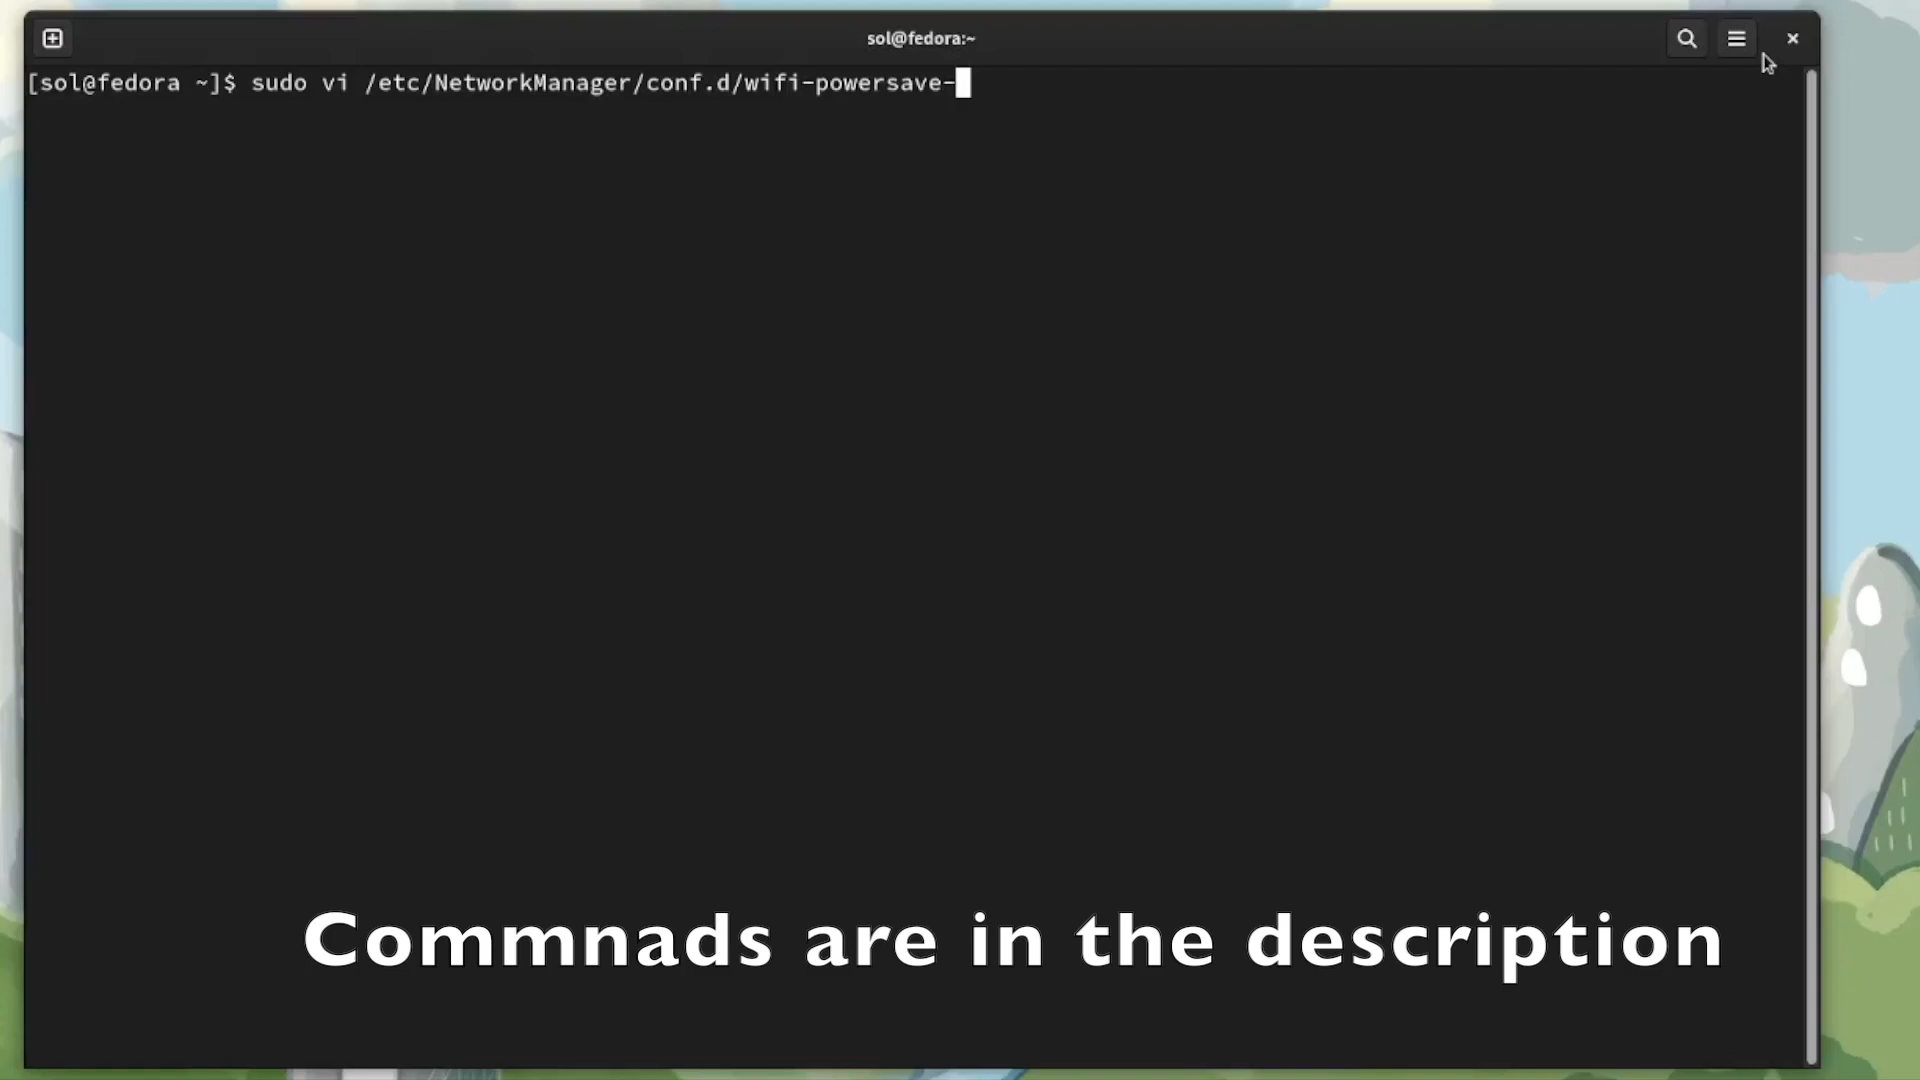 sol@fedora:~
[sol@fedora ~]$ sudo vi /etc/NetworkManager/conf.d/wifi-powersave-
Commnads are in the description